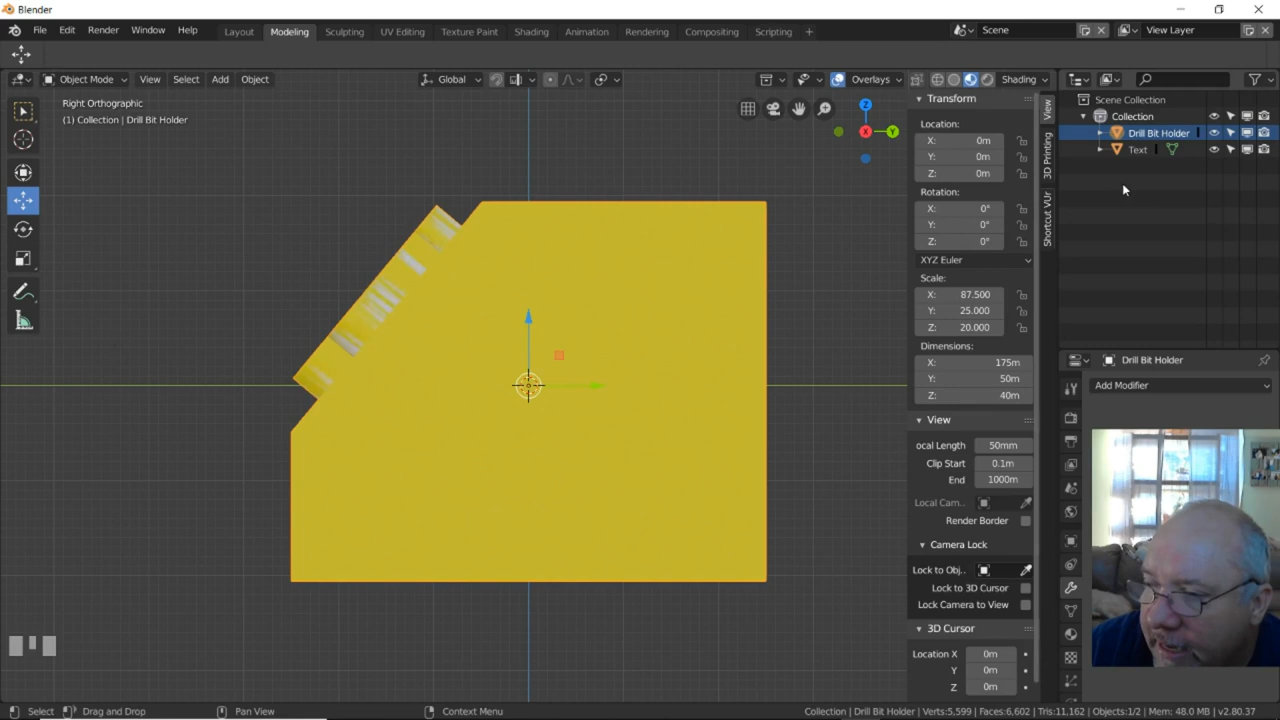 Blender
File Edit Render Window Help Layout Modeling Sculpting UV Editing Texture Paint Shading Animation Rendering Compositing Scripting + Scene View Layer
Object Mode View Select Add Object Global Overlays Shading
Right Orthographic
(1) Collection | Drill Bit Holder
Z
Y
X
Transform
Location:
X: 0m
Y: 0m
Z: 0m
Rotation:
X: 0°
Y: 0°
Z: 0°
XYZ Euler
Scale:
X: 87.500
Y: 25.000
Z: 20.000
Dimensions:
X: 175m
Y: 50m
Z: 40m
View
ocal Length 50mm
Clip Start 0.1m
End 1000m
Local Cam..
Render Border
Camera Lock
Lock to Obj..
Lock to 3D Cursor
Lock Camera to View
3D Cursor
Location X 0m
Y 0m
Z 0m
View
3D Printing
Shortcut VUr
Scene Collection
Collection
Drill Bit Holder
Text
Drill Bit Holder
Add Modifier
Select Drag and Drop Pan View Context Menu Collection | Drill Bit Holder | Verts:5,599 | Faces:6,602 | Tris:11,162 | Objects:1/2 | Mem: 48.0 MB | v2.80.37